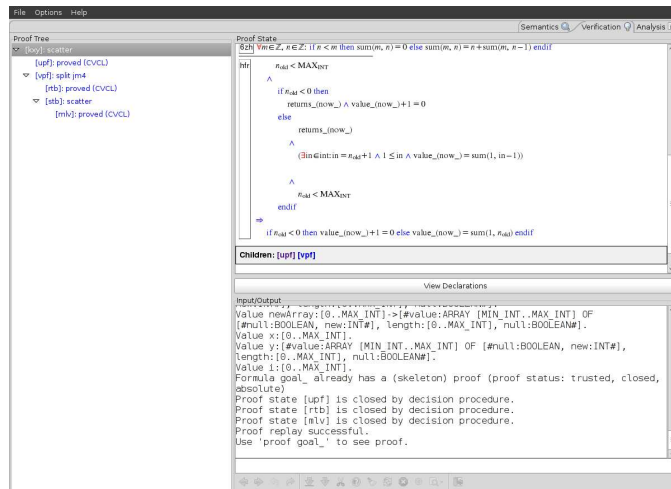 File Options Help
Semantics Verification Analysis
Proof Tree
[kxy]: scatter
[upf]: proved (CVCL)
[vpf]: split jm4
[rtb]: proved (CVCL)
[stb]: scatter
[mlv]: proved (CVCL)
Proof State
6zh ∀m∈ℤ, n∈ℤ: if n < m then sum(m, n) = 0 else sum(m, n) = n+sum(m, n−1) endif
hfr n_old < MAX_INT
∧
if n_old < 0 then
returns_(now_) ∧ value_(now_)+1 = 0
else
returns_(now_)
∧
(∃in∈int: in = n_old+1 ∧ 1 ≤ in ∧ value_(now_) = sum(1, in−1))
∧
n_old < MAX_INT
endif
⇒
if n_old < 0 then value_(now_)+1 = 0 else value_(now_) = sum(1, n_old) endif
Children: [upf] [vpf]
View Declarations
Input/Output
Value newArray:[0..MAX_INT]->[#value:ARRAY [MIN_INT..MAX_INT] OF
[#null:BOOLEAN, new:INT#], length:[0..MAX_INT], null:BOOLEAN#].
Value x:[0..MAX_INT].
Value y:[#value:ARRAY [MIN_INT..MAX_INT] OF [#null:BOOLEAN, new:INT#],
length:[0..MAX_INT], null:BOOLEAN#].
Value i:[0..MAX_INT].
Formula goal_ already has a (skeleton) proof (proof status: trusted, closed,
absolute)
Proof state [upf] is closed by decision procedure.
Proof state [rtb] is closed by decision procedure.
Proof state [mlv] is closed by decision procedure.
Proof replay successful.
Use 'proof goal_' to see proof.